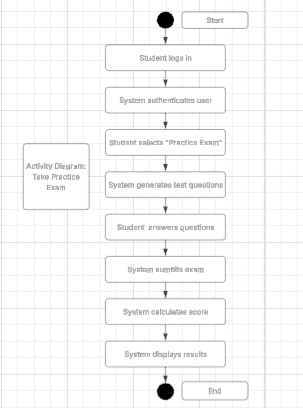 Start
Student logs in
System authenticates user
Student selects "Practice Exam"
Activity Diagram:
Take Practice
Exam
System generates test questions
Student answers questions
System sumbits exam
System calculates score
System displays results
End